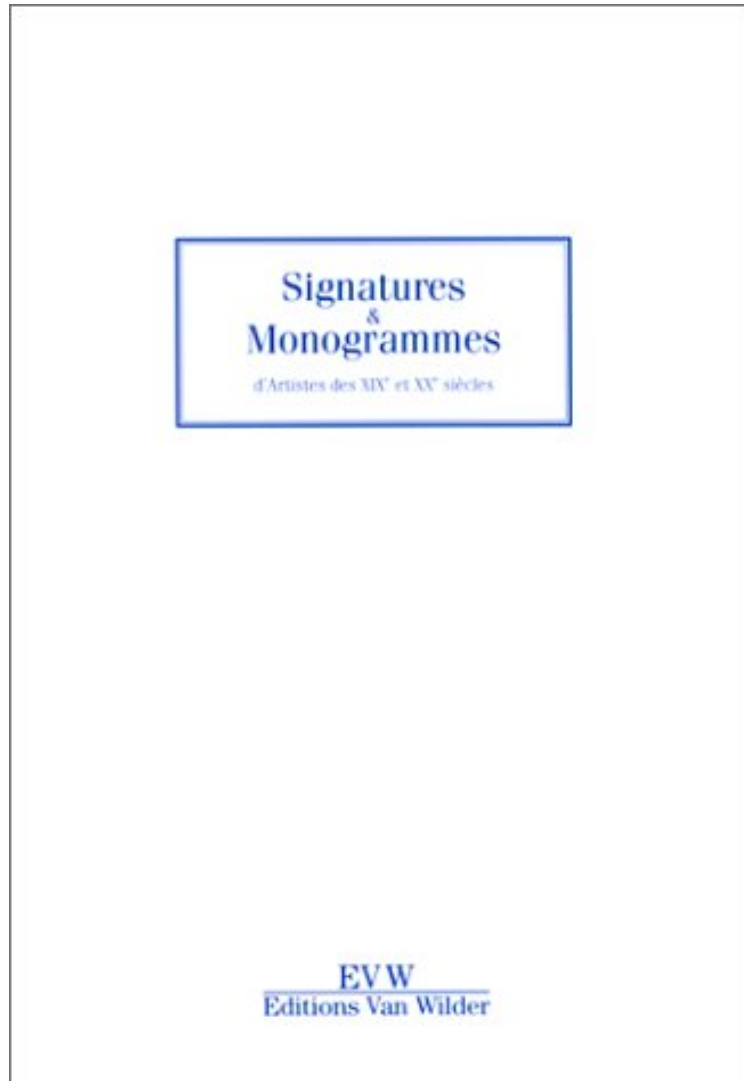 Signatures
&
Monogrammes
d'Artistes des XIXe et XXe siècles
EVW
Editions Van Wilder